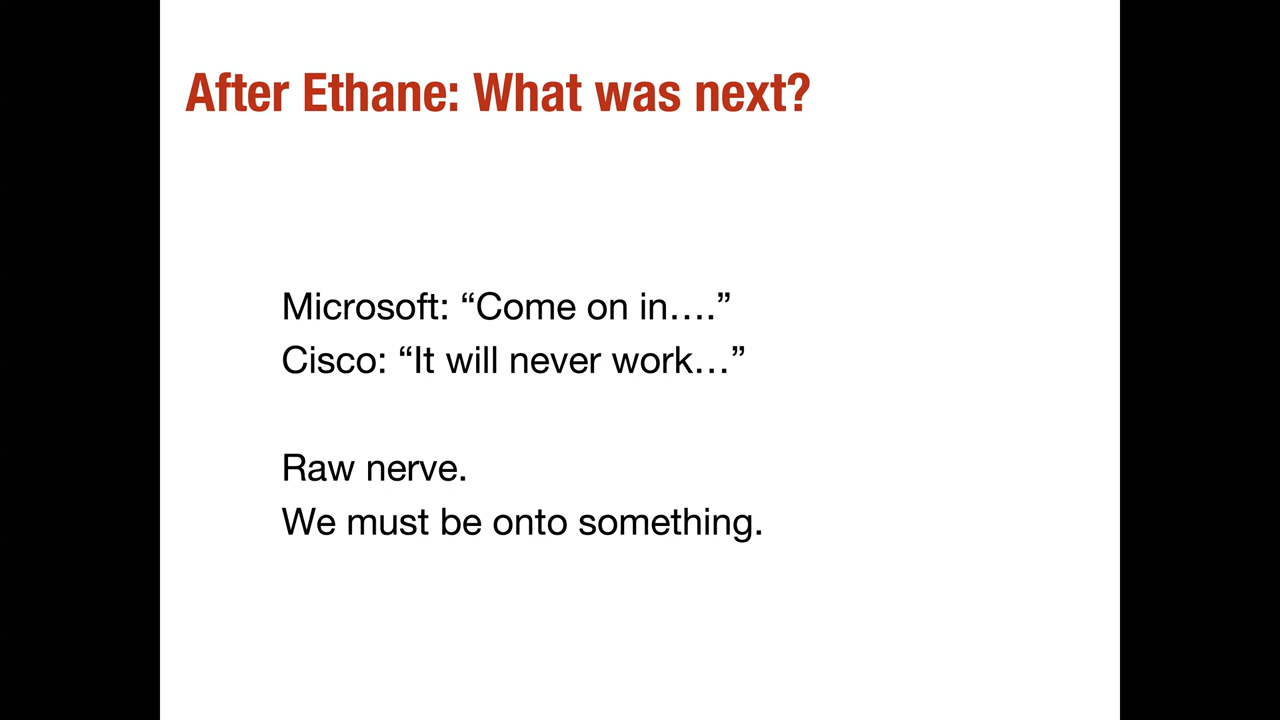 After Ethane: What was next?
Microsoft: “Come on in….”
Cisco: “It will never work…”
Raw nerve.
We must be onto something.